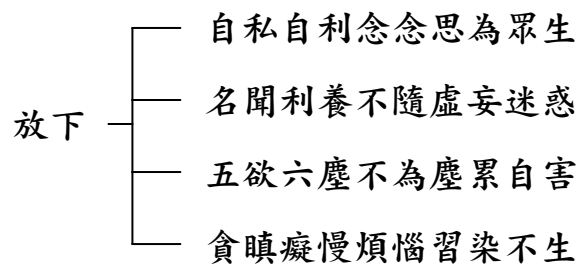 放下
自私自利念念思為眾生
名聞利養不隨虛妄迷惑
五欲六塵不為塵累自害
貪瞋癡慢煩惱習染不生